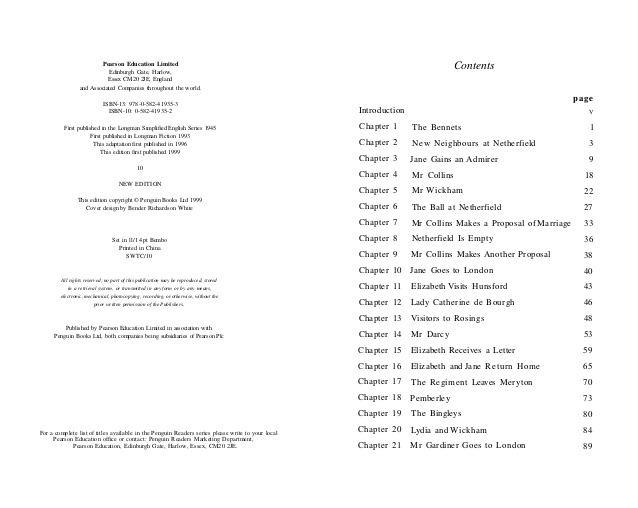 Pearson Education Limited
Edinburgh Gate, Harlow,
Essex CM20 2JE, England
and Associated Companies throughout the world.
ISBN-13: 978-0-582-41935-3
ISBN-10: 0-582-41935-2
First published in the Longman Simplified English Series 1945
First published in Longman Fiction 1993
This adaptation first published in 1996
This edition first published 1999
10
NEW EDITION
This edition copyright © Penguin Books Ltd 1999
Cover design by Bender Richardson White
Set in 11/14pt Bembo
Printed in China
SWTC/10
All rights reserved; no part of this publication may be reproduced, stored
in a retrieval system, or transmitted in any form or by any means,
electronic, mechanical, photocopying, recording or otherwise, without the
prior written permission of the Publishers.
Published by Pearson Education Limited in association with
Penguin Books Ltd, both companies being subsidiaries of Pearson Plc
For a complete list of titles available in the Penguin Readers series please write to your local
Pearson Education office or contact: Penguin Readers Marketing Department,
Pearson Education, Edinburgh Gate, Harlow, Essex, CM20 2JE.
Contents
page
Introduction v
Chapter 1 The Bennets 1
Chapter 2 New Neighbours at Netherfield 3
Chapter 3 Jane Gains an Admirer 9
Chapter 4 Mr Collins 18
Chapter 5 Mr Wickham 22
Chapter 6 The Ball at Netherfield 27
Chapter 7 Mr Collins Makes a Proposal of Marriage 33
Chapter 8 Netherfield Is Empty 36
Chapter 9 Mr Collins Makes Another Proposal 38
Chapter 10 Jane Goes to London 40
Chapter 11 Elizabeth Visits Hunsford 43
Chapter 12 Lady Catherine de Bourgh 46
Chapter 13 Visitors to Rosings 48
Chapter 14 Mr Darcy 53
Chapter 15 Elizabeth Receives a Letter 59
Chapter 16 Elizabeth and Jane Return Home 65
Chapter 17 The Regiment Leaves Meryton 70
Chapter 18 Pemberley 73
Chapter 19 The Bingleys 80
Chapter 20 Lydia and Wickham 84
Chapter 21 Mr Gardiner Goes to London 89